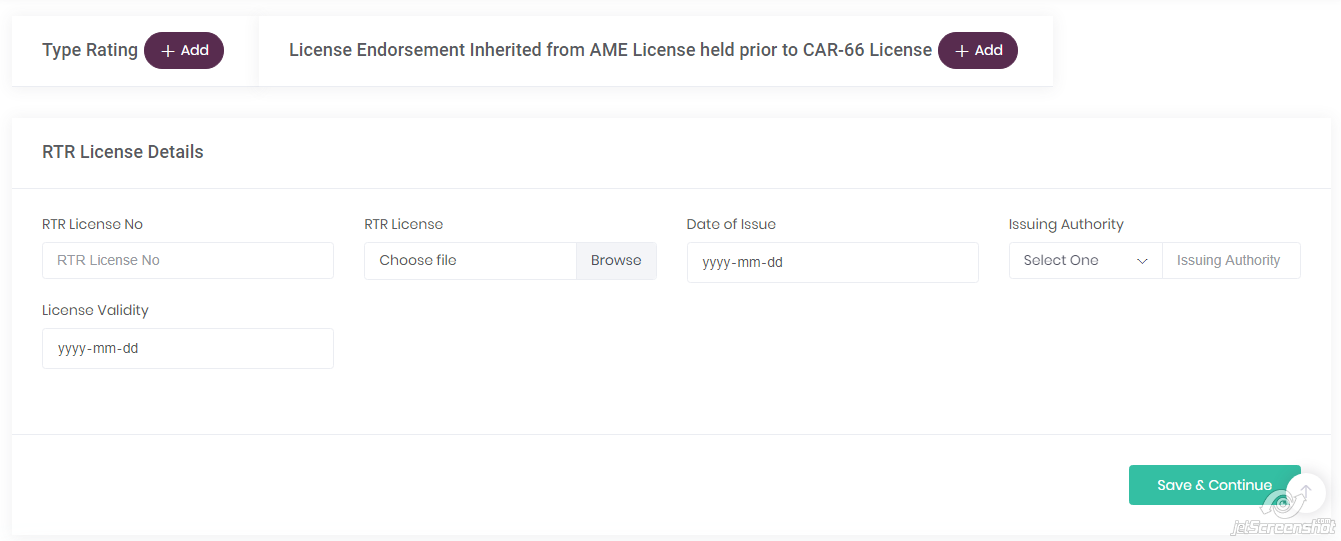 Type Rating + Add License Endorsement Inherited from AME License held prior to CAR-66 License + Add
RTR License Details
RTR License No RTR License Date of Issue Issuing Authority
RTR License No Choose file Browse yyyy-mm-dd Select One Issuing Authority
License Validity
yyyy-mm-dd
Save & Continue
jetScreenshot.com